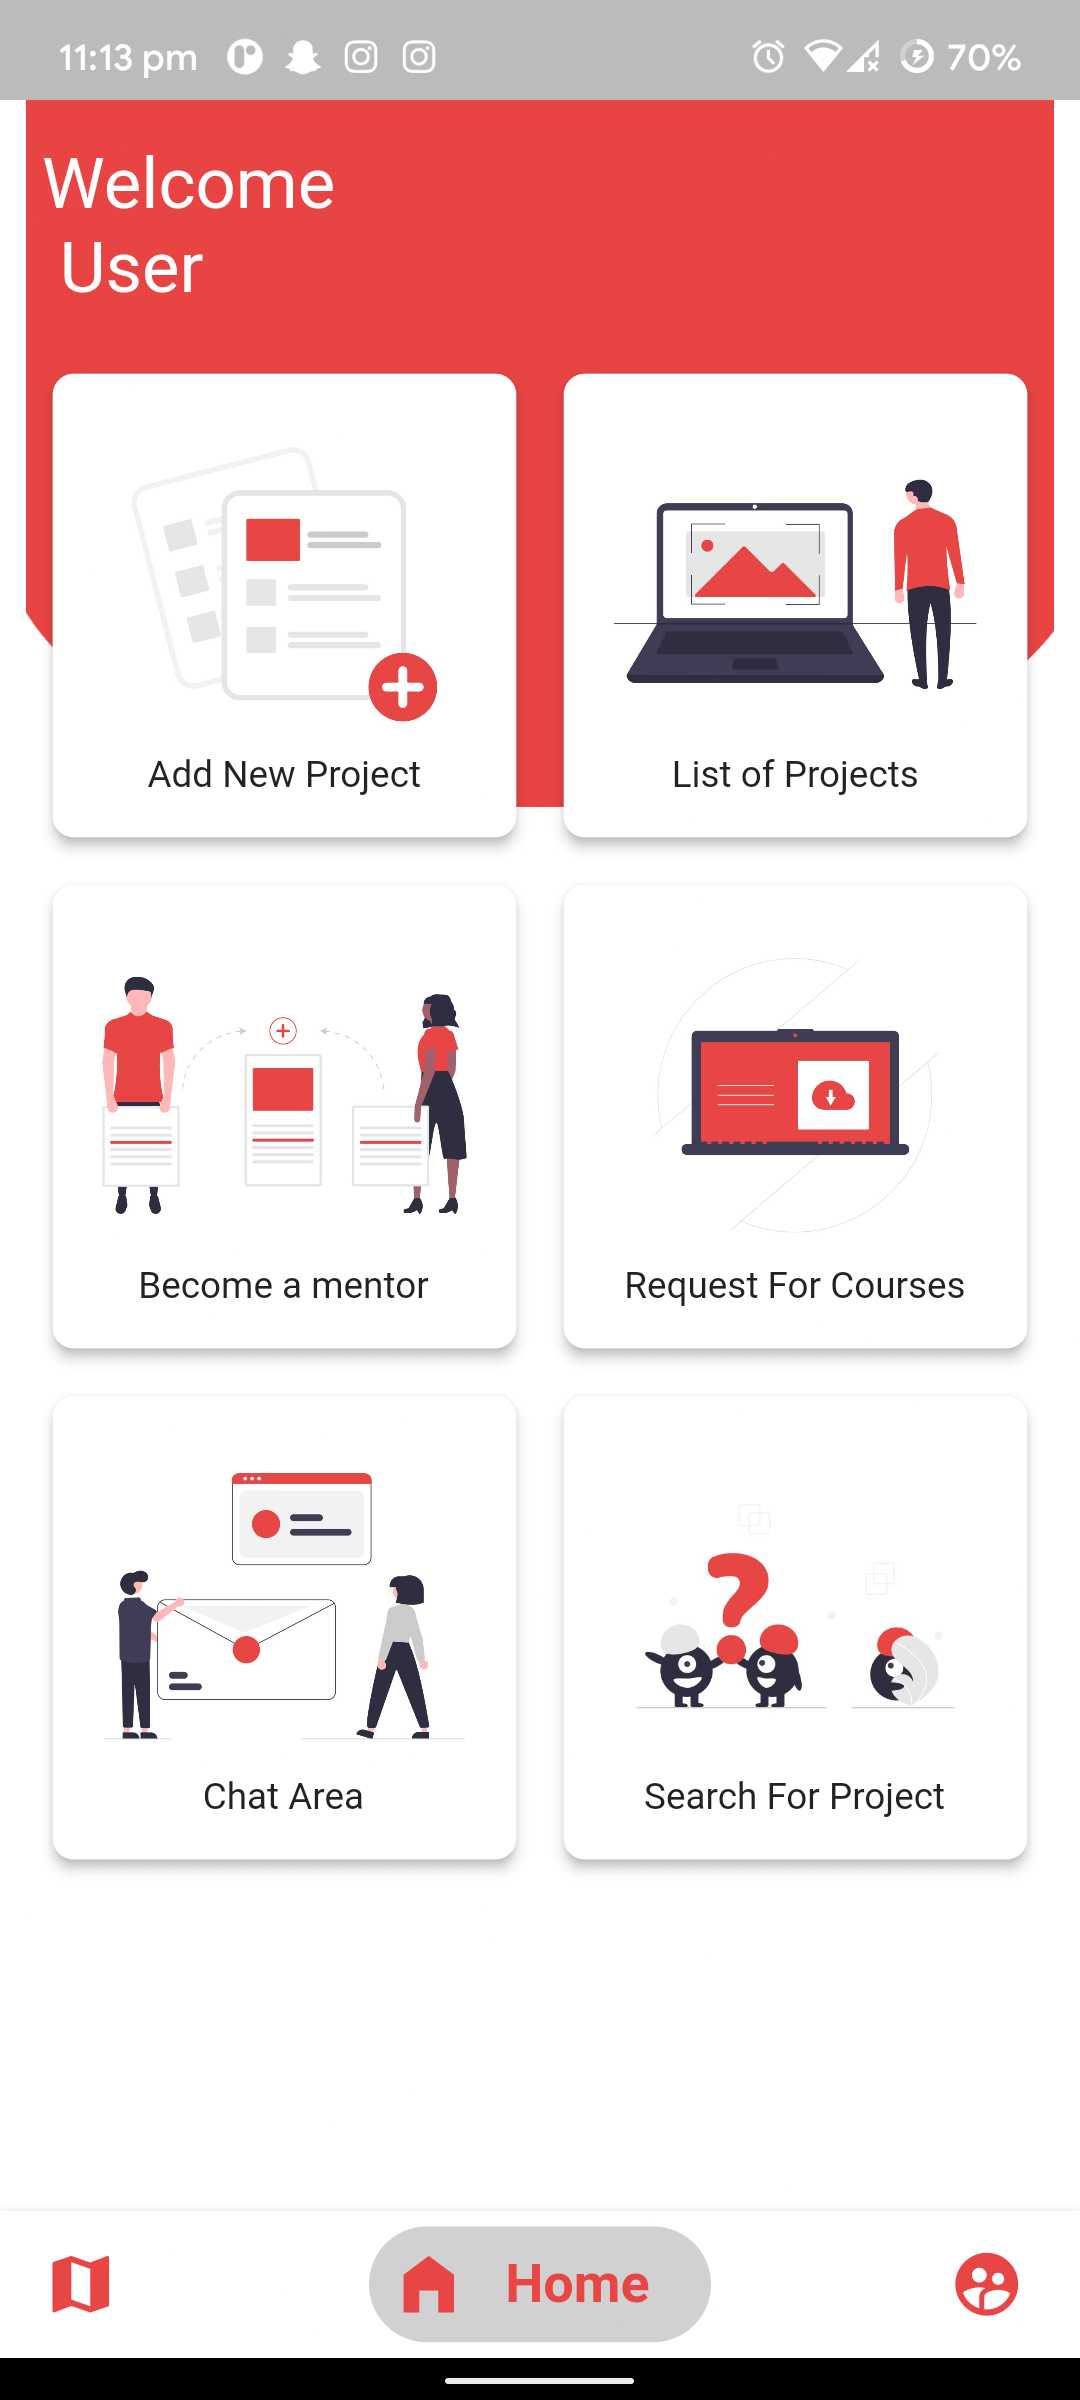 11:13 pm 70%
Welcome
User
Add New Project
List of Projects
Become a mentor
Request For Courses
Chat Area
Search For Project
Home